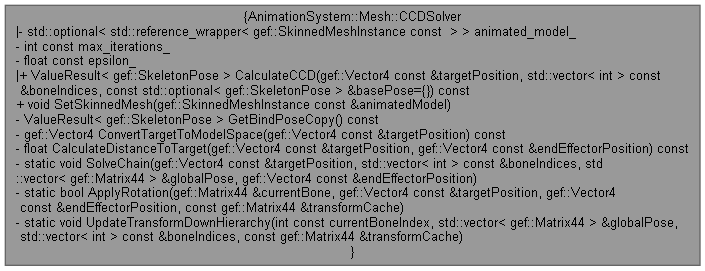 {AnimationSystem::Mesh::CCDSolver
|- std::optional< std::reference_wrapper< gef::SkinnedMeshInstance const  > > animated_model_
- int const max_iterations_
- float const epsilon_
|+ ValueResult< gef::SkeletonPose > CalculateCCD(gef::Vector4 const &targetPosition, std::vector< int > const
&boneIndices, const std::optional< gef::SkeletonPose > &basePose={}) const
+ void SetSkinnedMesh(gef::SkinnedMeshInstance const &animatedModel)
- ValueResult< gef::SkeletonPose > GetBindPoseCopy() const
- gef::Vector4 ConvertTargetToModelSpace(gef::Vector4 const &targetPosition) const
- float CalculateDistanceToTarget(gef::Vector4 const &targetPosition, gef::Vector4 const &endEffectorPosition) const
- static void SolveChain(gef::Vector4 const &targetPosition, std::vector< int > const &boneIndices, std
::vector< gef::Matrix44 > &globalPose, gef::Vector4 const &endEffectorPosition)
- static bool ApplyRotation(gef::Matrix44 &currentBone, gef::Vector4 const &targetPosition, gef::Vector4
const &endEffectorPosition, const gef::Matrix44 &transformCache)
- static void UpdateTransformDownHierarchy(int const currentBoneIndex, std::vector< gef::Matrix44 > &globalPose,
std::vector< int > const &boneIndices, const gef::Matrix44 &transformCache)
}